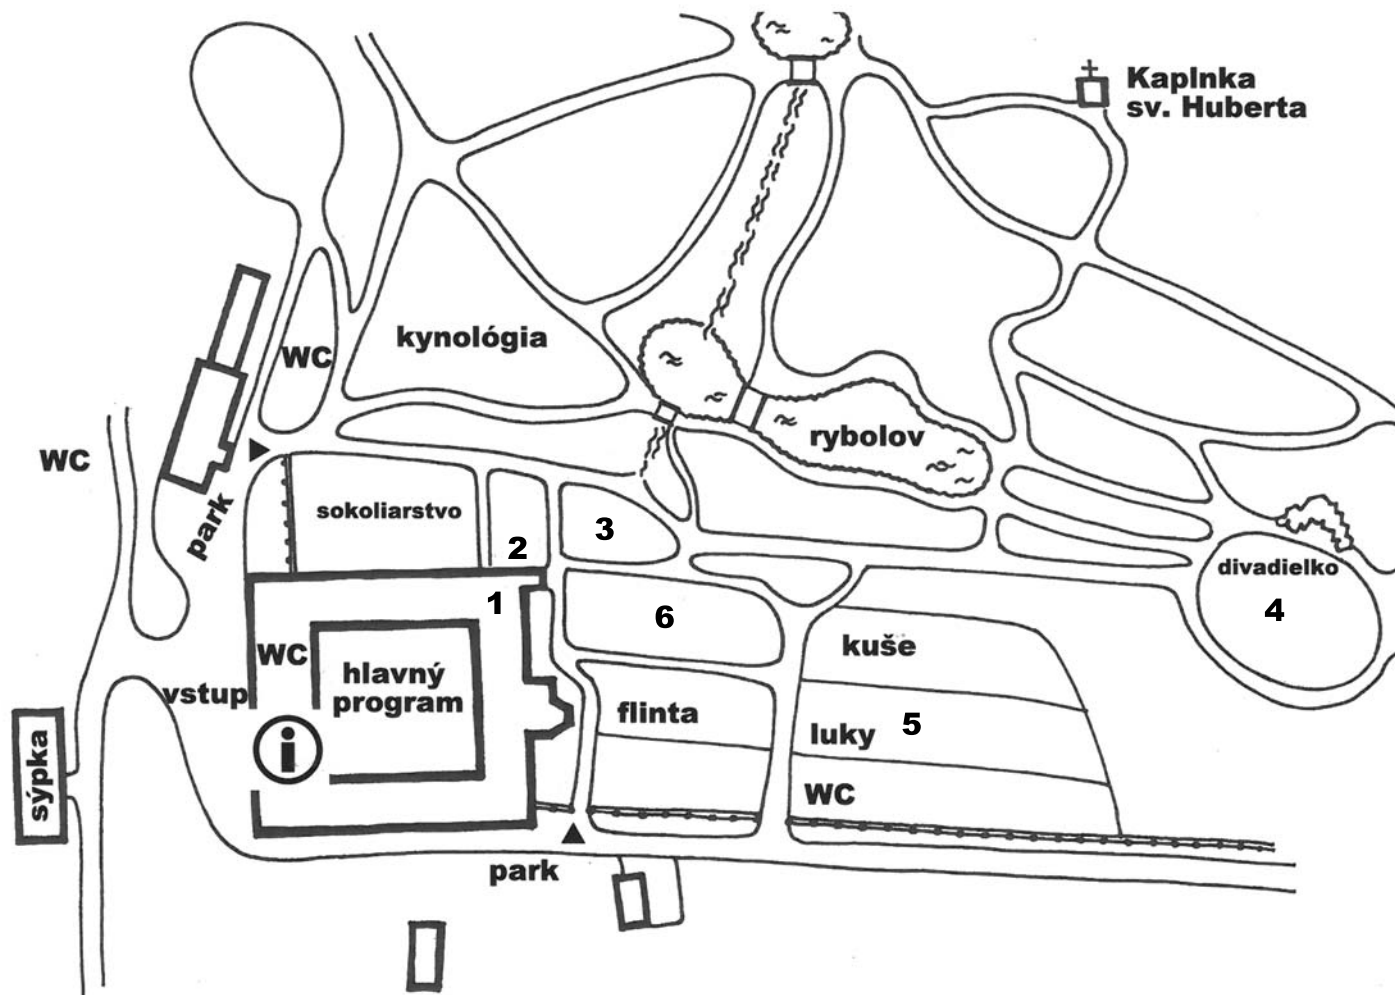 Kaplnka
sv. Huberta
kynológia
WC
rybolov
WC
park
sokoliarstvo
2
3
divadielko
4
1
6
kuše
WC
hlavný
program
vstup
flinta
luky
5
i
sýpka
WC
park